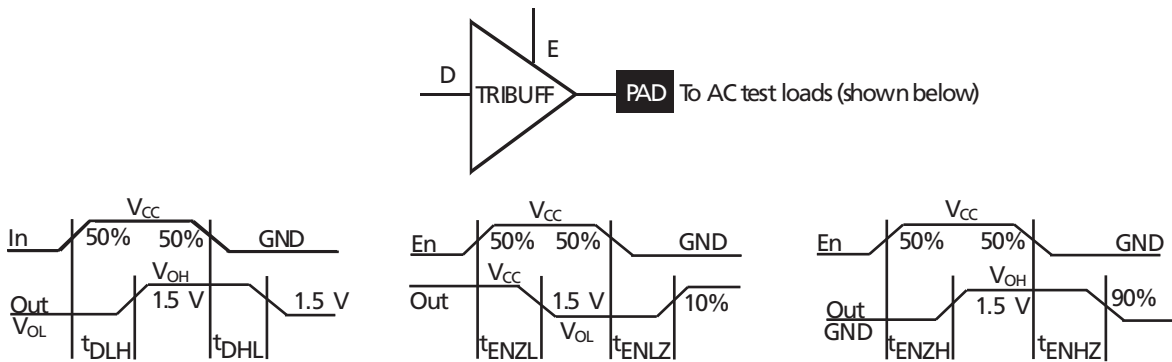 E
D
TRIBUFF
PAD To AC test loads (shown below)
In VCC 50% 50% GND
Out VOL VOH 1.5 V 1.5 V
tDLH tDHL
En VCC 50% 50% GND
Out VCC 1.5 V VOL 10%
tENZL tENLZ
En VCC 50% 50% GND
Out GND VOH 1.5 V 90%
tENZH tENHZ